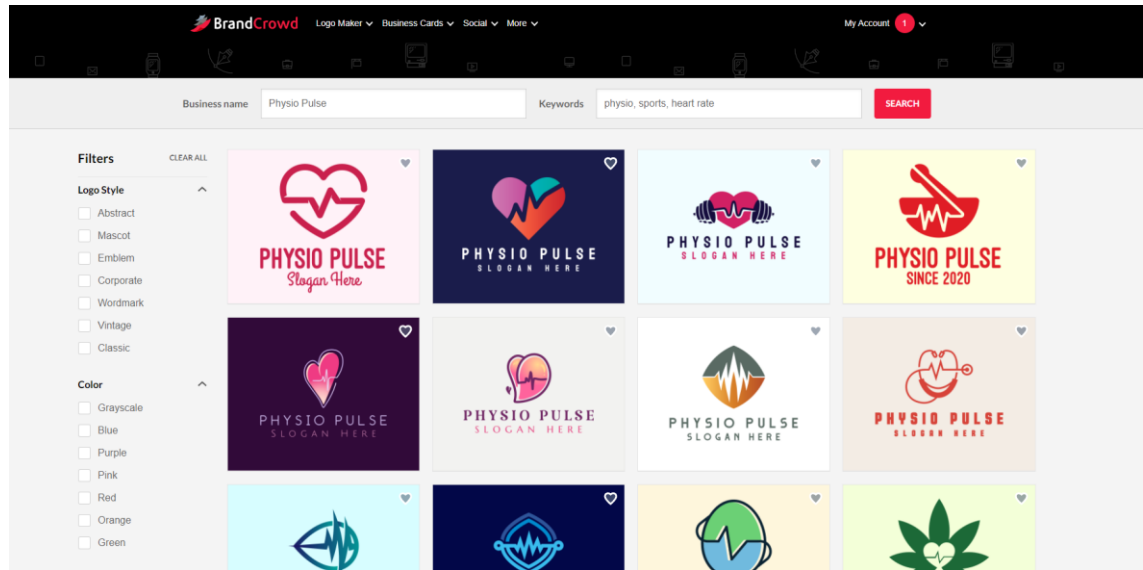 BrandCrowd Logo Maker Business Cards Social More My Account 1
Business name Physio Pulse Keywords physio, sports, heart rate SEARCH
Filters CLEAR ALL
Logo Style
Abstract
Mascot
Emblem
Corporate
Wordmark
Vintage
Classic
Color
Grayscale
Blue
Purple
Pink
Red
Orange
Green
PHYSIO PULSE
Slogan Here
PHYSIO PULSE
SLOGAN HERE
PHYSIO PULSE
SLOGAN HERE
PHYSIO PULSE
SINCE 2020
PHYSIO PULSE
SLOGAN HERE
PHYSIO PULSE
SLOGAN HERE
PHYSIO PULSE
SLOGAN HERE
PHYSIO PULSE
SLOGAN HERE